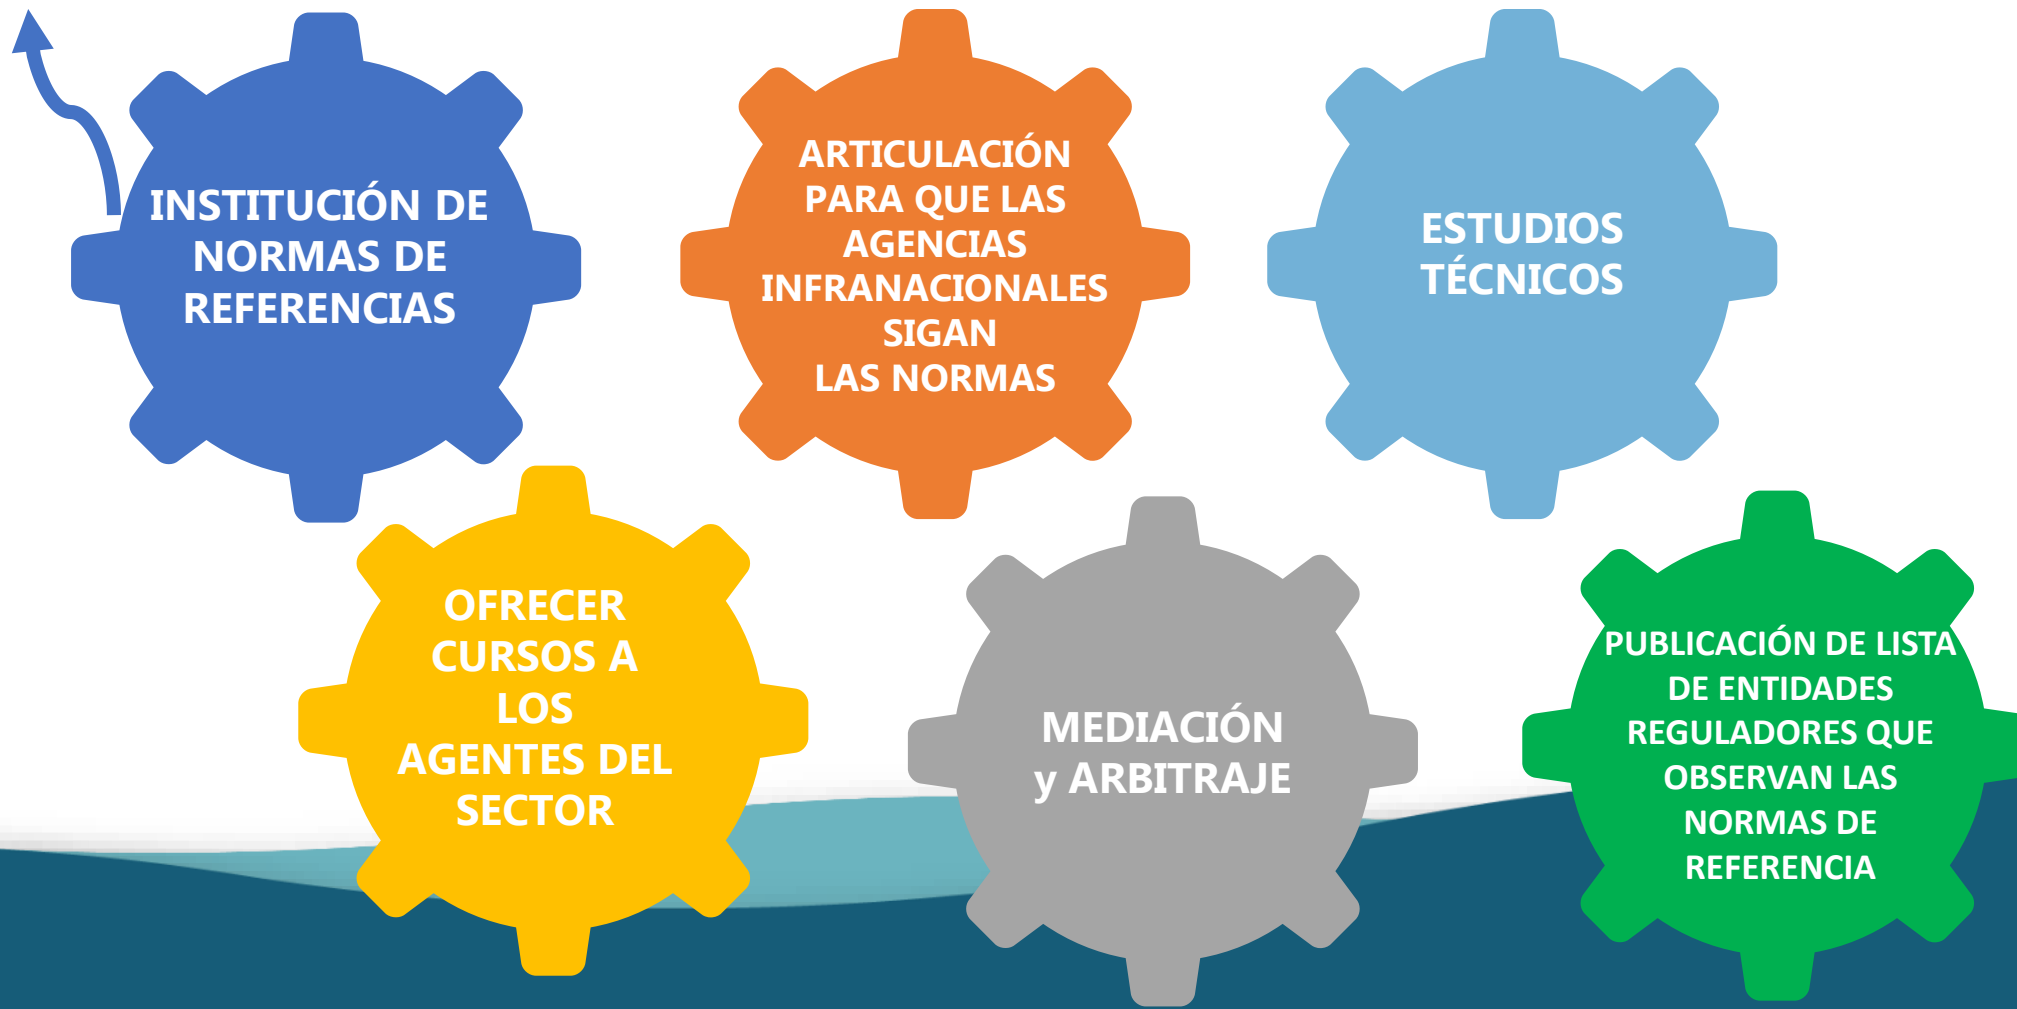 INSTITUCIÓN DE
NORMAS DE
REFERENCIAS
ARTICULACIÓN
PARA QUE LAS
AGENCIAS
INFRANACIONALES
SIGAN
LAS NORMAS
ESTUDIOS
TÉCNICOS
OFRECER
CURSOS A
LOS
AGENTES DEL
SECTOR
MEDIACIÓN
y ARBITRAJE
PUBLICACIÓN DE LISTA
DE ENTIDADES
REGULADORES QUE
OBSERVAN LAS
NORMAS DE
REFERENCIA